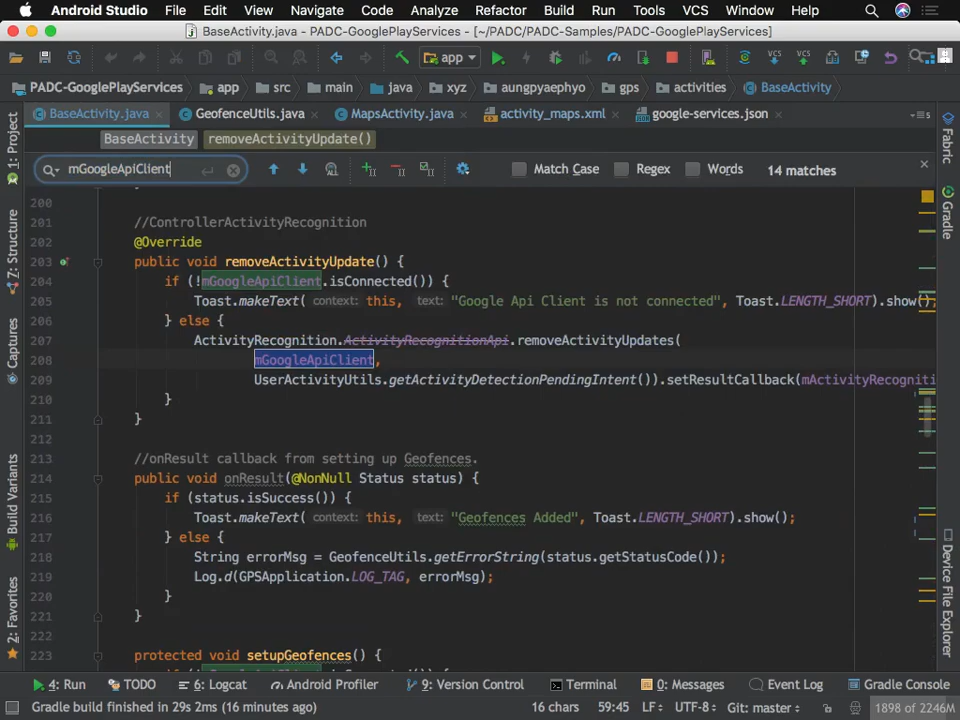 Android Studio File Edit View Navigate Code Analyze Refactor Build Run Tools VCS Window Help
BaseActivity.java - PADC-GooglePlayServices [~/PADC/PADC-Samples/PADC-GooglePlayServices]
app VCS VCS
PADC-GooglePlayServices app src main java xyz aungpyaephyo gps activities BaseActivity
BaseActivity.java GeofenceUtils.java MapsActivity.java activity_maps.xml google-services.json
BaseActivity removeActivityUpdate()
mGoogleApiClient Match Case Regex Words 14 matches
200
201 //ControllerActivityRecognition
202 @Override
203 public void removeActivityUpdate() {
204 if (!mGoogleApiClient.isConnected()) {
205 Toast.makeText( context: this, text: "Google Api Client is not connected", Toast.LENGTH_SHORT).show();
206 } else {
207 ActivityRecognition.ActivityRecognitionApi.removeActivityUpdates(
208 mGoogleApiClient,
209 UserActivityUtils.getActivityDetectionPendingIntent()).setResultCallback(mActivityRecogniti
210 }
211 }
212
213 //onResult callback from setting up Geofences.
214 public void onResult(@NonNull Status status) {
215 if (status.isSuccess()) {
216 Toast.makeText( context: this, text: "Geofences Added", Toast.LENGTH_SHORT).show();
217 } else {
218 String errorMsg = GeofenceUtils.getErrorString(status.getStatusCode());
219 Log.d(GPSApplication.LOG_TAG, errorMsg);
220 }
221 }
222
223 protected void setupGeofences() {
1: Project
7: Structure
Captures
Build Variants
2: Favorites
Fabric
Gradle
Device File Explorer
4: Run TODO 6: Logcat Android Profiler 9: Version Control Terminal 0: Messages Event Log Gradle Console
Gradle build finished in 29s 2ms (16 minutes ago) 16 chars 59:45 LF÷ UTF-8÷ Git: master÷ 1898 of 2246M